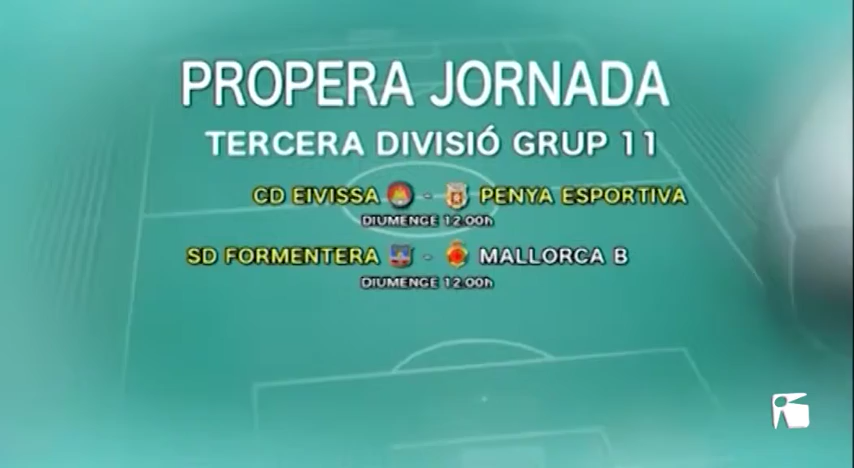 PROPERA JORNADA
TERCERA DIVISIÓ GRUP 11
CD EIVISSA - PENYA ESPORTIVA
DIUMENGE 12.00h
SD FORMENTERA - MALLORCA B
DIUMENGE 12.00h